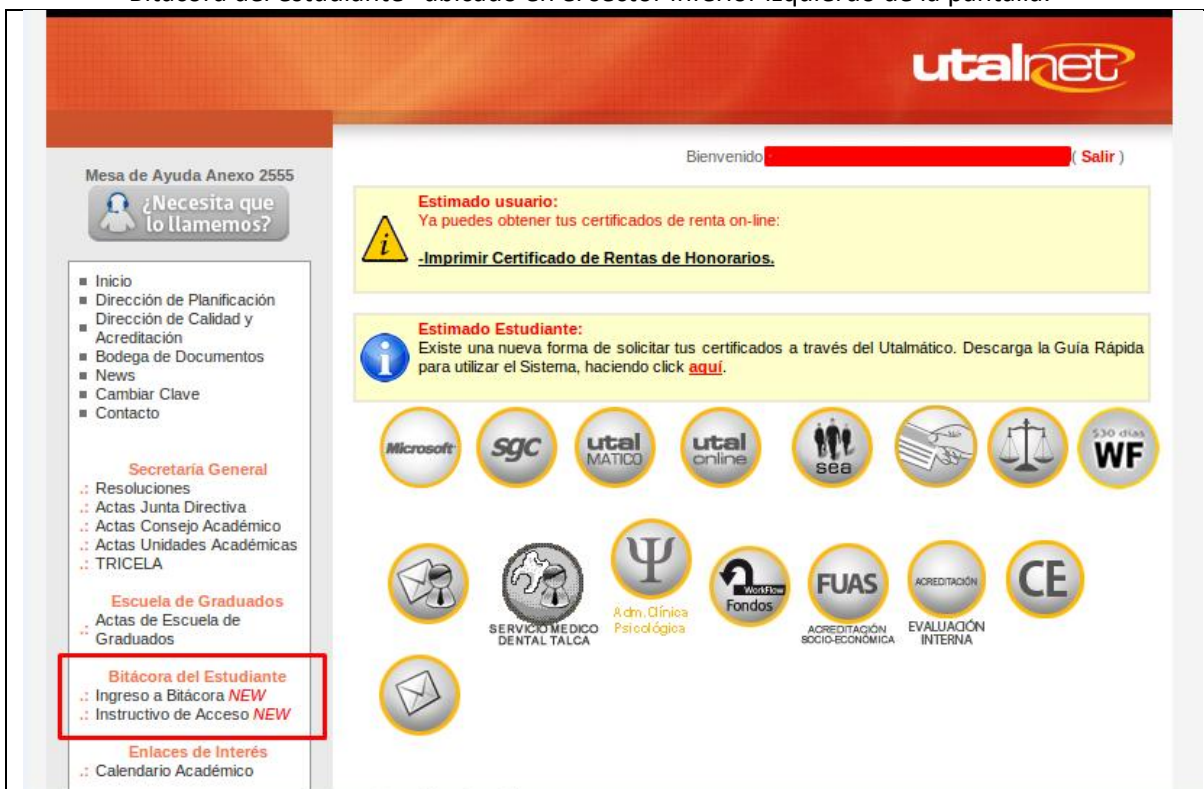 "Bitácora del estudiante" ubicado en el sector inferior izquierdo de la pantalla.
utalnet
Bienvenido ( Salir )
Mesa de Ayuda Anexo 2555
¿Necesita que
lo llamemos?
Estimado usuario:
Ya puedes obtener tus certificados de renta on-line:
-Imprimir Certificado de Rentas de Honorarios.
Inicio
Dirección de Planificación
Dirección de Calidad y
Acreditación
Bodega de Documentos
News
Cambiar Clave
Contacto
Estimado Estudiante:
Existe una nueva forma de solicitar tus certificados a través del Utalmático. Descarga la Guía Rápida
para utilizar el Sistema, haciendo click aquí.
Microsoft
sgc
utal
MATICO
utal
online
sea
$30 días
WF
Secretaría General
.: Resoluciones
.: Actas Junta Directiva
.: Actas Consejo Académico
.: Actas Unidades Académicas
.: TRICELA
Escuela de Graduados
.: Actas de Escuela de
Graduados
SERVICIO MEDICO
DENTAL TALCA
Ψ
Adm. Clínica
Psicológica
WorkFlow
Fondos
FUAS
ACREDITACIÓN
SOCIO-ECONÓMICA
ACREDITACIÓN
EVALUACIÓN
INTERNA
CE
Bitácora del Estudiante
.: Ingreso a Bitácora NEW
.: Instructivo de Acceso NEW
Enlaces de Interés
.: Calendario Académico